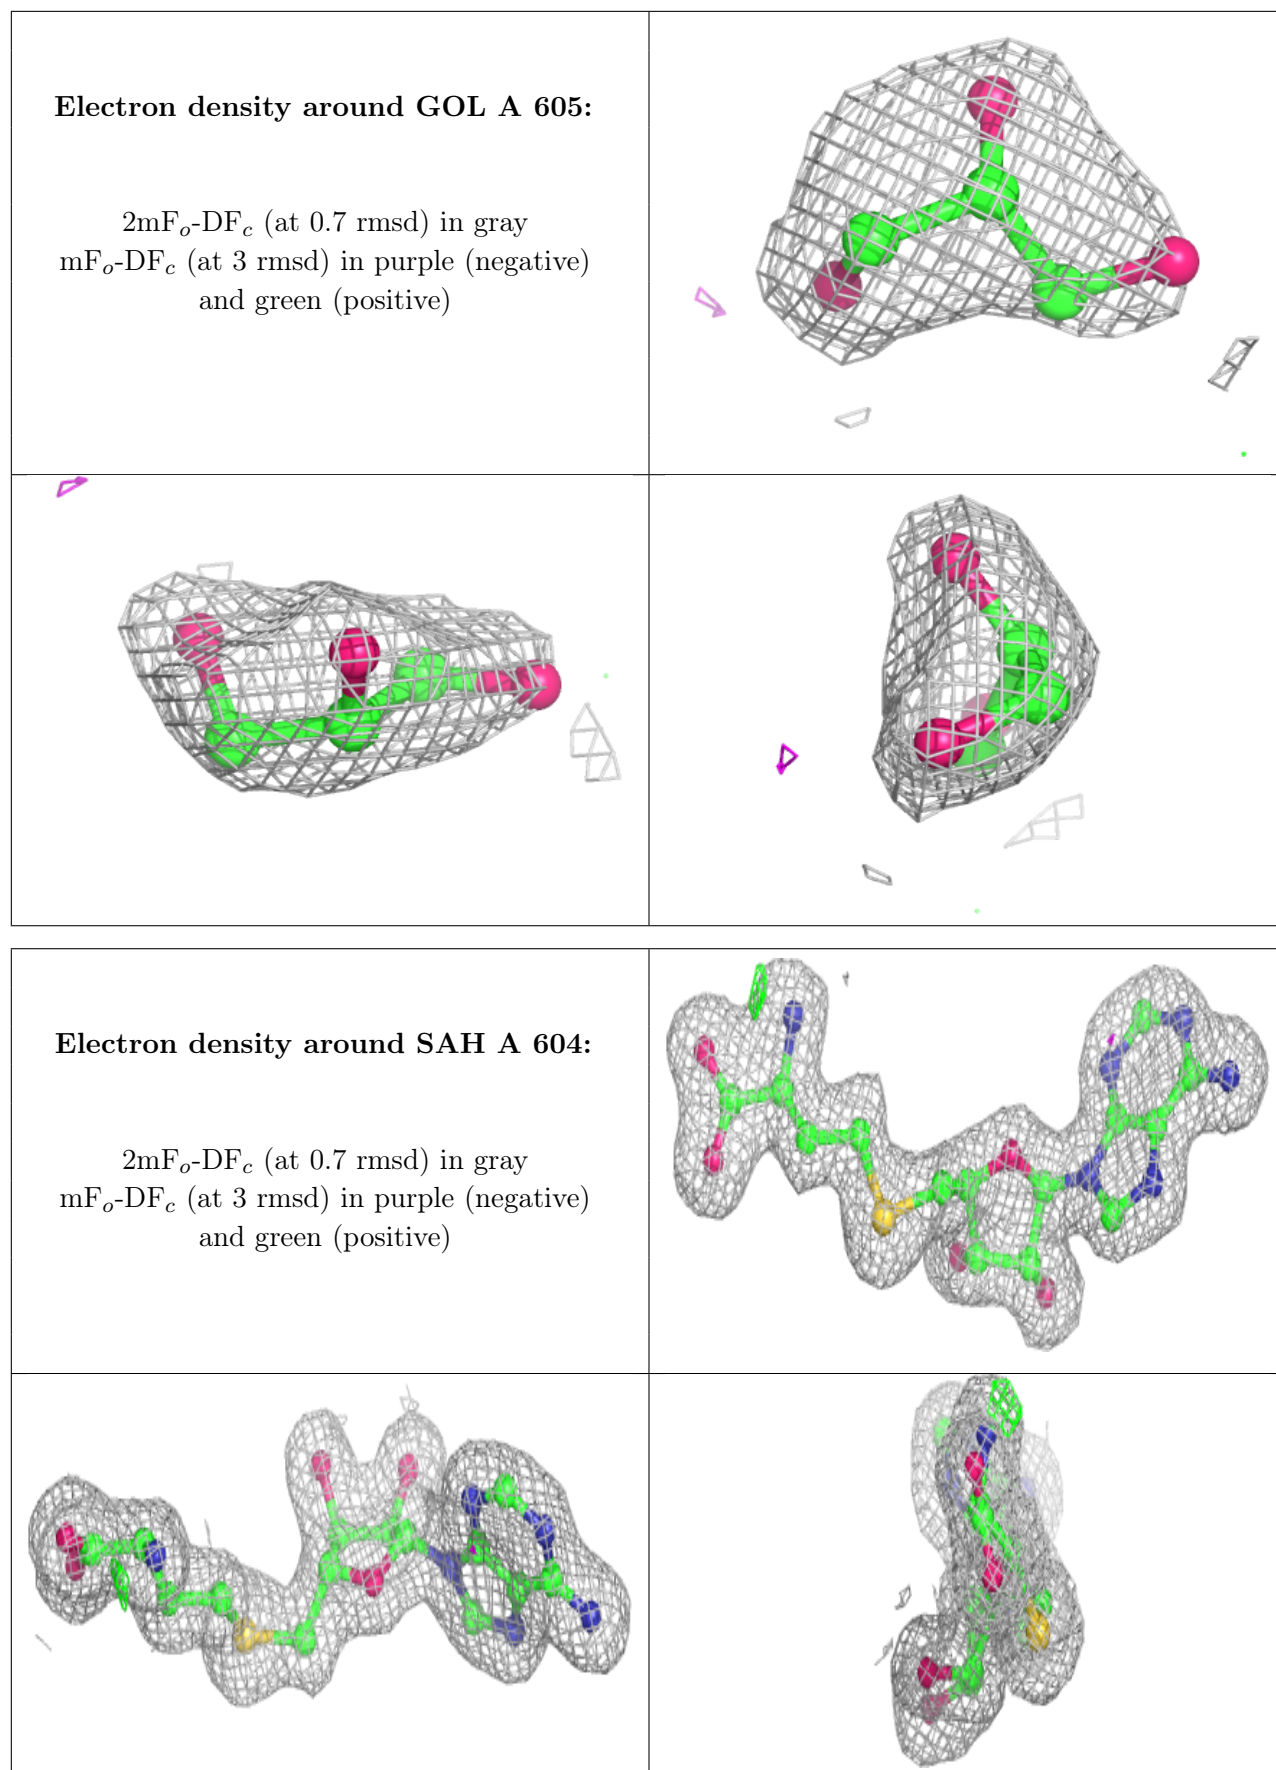 Electron density around GOL A 605:
2mFo-DFc (at 0.7 rmsd) in gray
mFo-DFc (at 3 rmsd) in purple (negative)
and green (positive)
Electron density around SAH A 604:
2mFo-DFc (at 0.7 rmsd) in gray
mFo-DFc (at 3 rmsd) in purple (negative)
and green (positive)